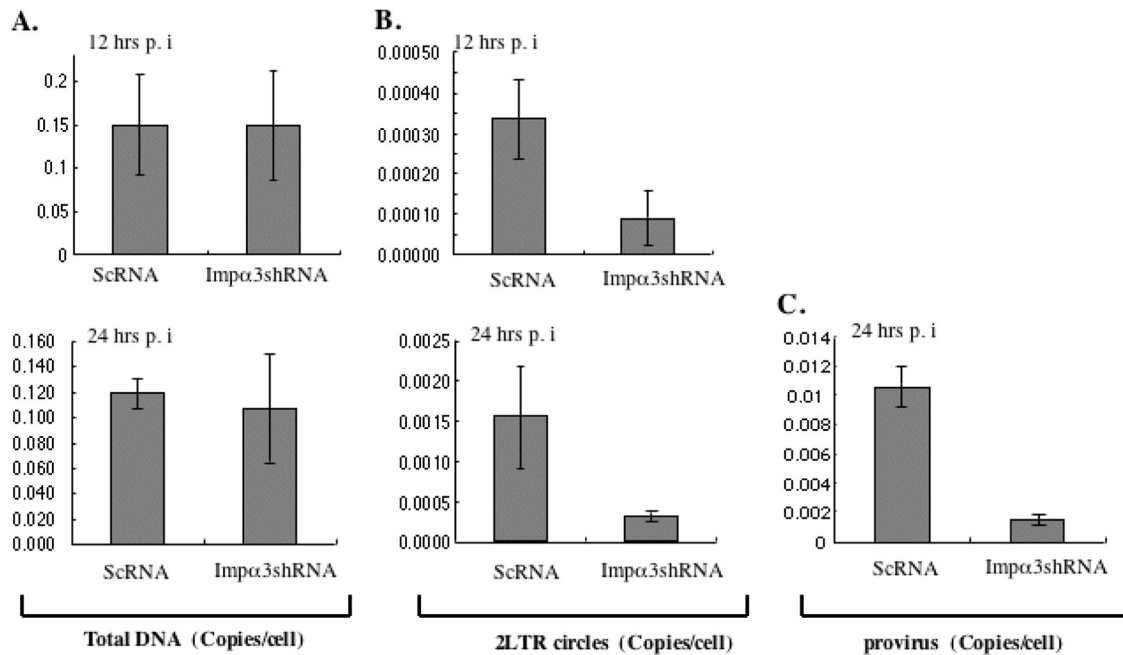 A.
12 hrs p. i
0.2
0.15
0.1
0.05
0
ScRNA Impα3shRNA
B.
12 hrs p. i
0.00050
0.00040
0.00030
0.00020
0.00010
0.00000
ScRNA Impα3shRNA
24 hrs p. i
0.160
0.140
0.120
0.100
0.080
0.060
0.040
0.020
0.000
ScRNA Impα3shRNA
Total DNA (Copies/cell)
24 hrs p. i
0.0025
0.0020
0.0015
0.0010
0.0005
0.0000
ScRNA Impα3shRNA
2LTR circles (Copies/cell)
C.
24 hrs p. i
0.014
0.012
0.01
0.008
0.006
0.004
0.002
0
ScRNA Impα3shRNA
provirus (Copies/cell)